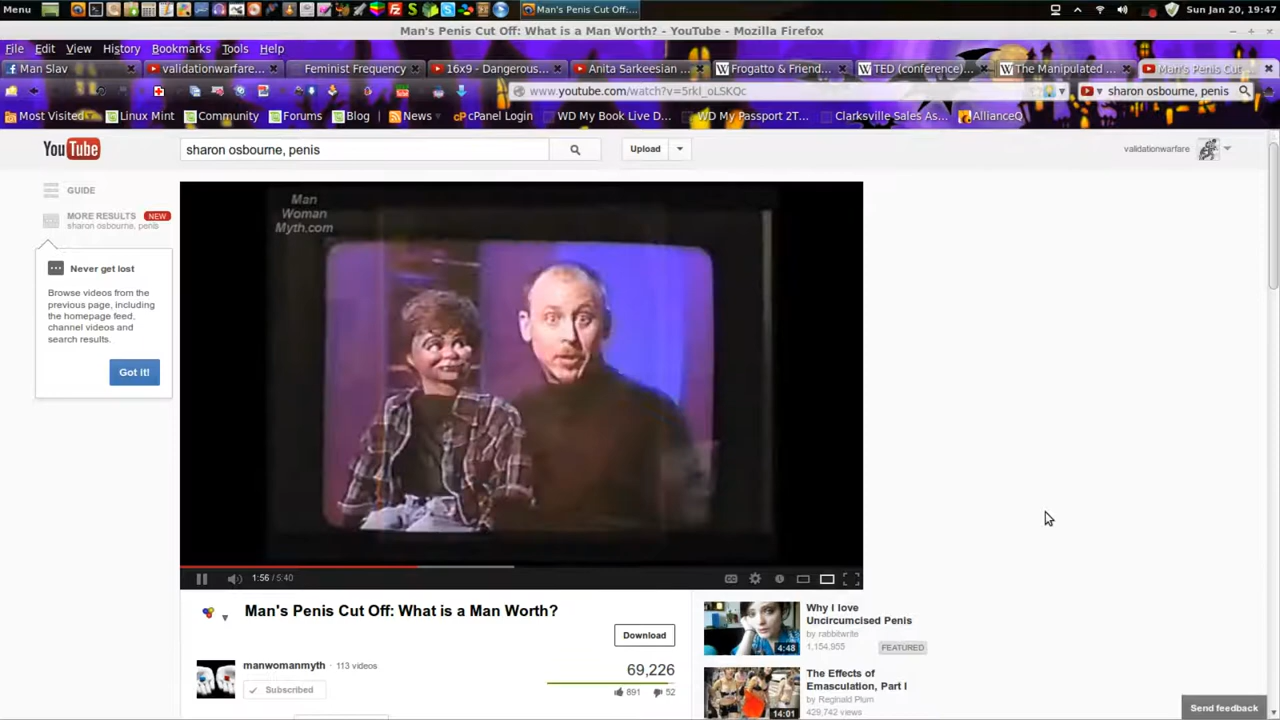 Menu
Man's Penis Cut Off:...
Sun Jan 20, 19:47
Man's Penis Cut Off: What is a Man Worth? - YouTube - Mozilla Firefox
File Edit View History Bookmarks Tools Help
Man Slav
validationwarfare...
Feminist Frequency
16x9 - Dangerous...
Anita Sarkeesian ...
Frogatto & Friend...
TED (conference)...
The Manipulated ...
Man's Penis Cut ...
www.youtube.com/watch?v=5rkI_oLSKQc
sharon osbourne, penis
Most Visited
Linux Mint
Community
Forums
Blog
News
cPanel Login
WD My Book Live D...
WD My Passport 2T...
Clarksville Sales As...
AllianceQ
YouTube
sharon osbourne, penis
Upload
validationwarfare
GUIDE
MORE RESULTS NEW
sharon osbourne, penis
Never get lost
Browse videos from the
previous page, including
the homepage feed,
channel videos and
search results.
Got it!
Man
Woman
Myth.com
1:56 / 5:40
Man's Penis Cut Off: What is a Man Worth?
Download
manwomanmyth · 113 videos
Subscribed
69,226
891 52
Why I love
Uncircumcised Penis
by rabbitwrite
1,154,955
FEATURED
4:48
The Effects of
Emasculation, Part I
by Reginald Plum
429,742 views
14:01
Send feedback